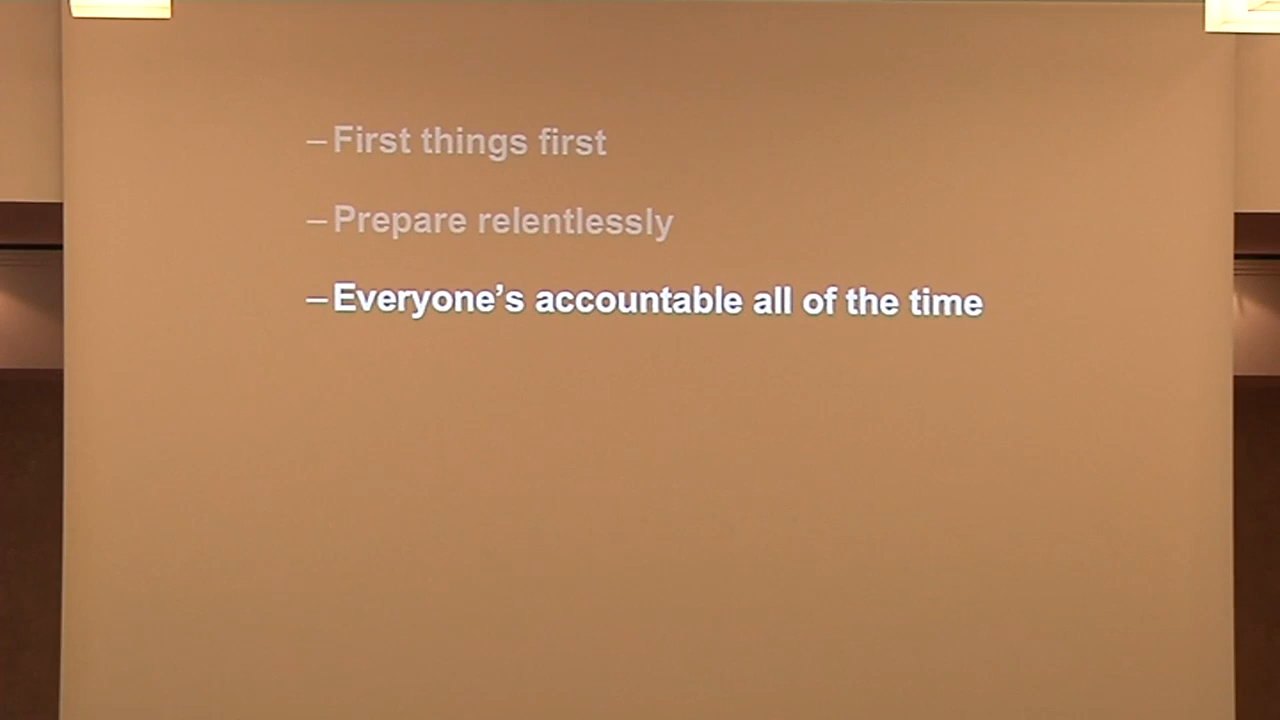 – First things first
– Prepare relentlessly
– Everyone’s accountable all of the time